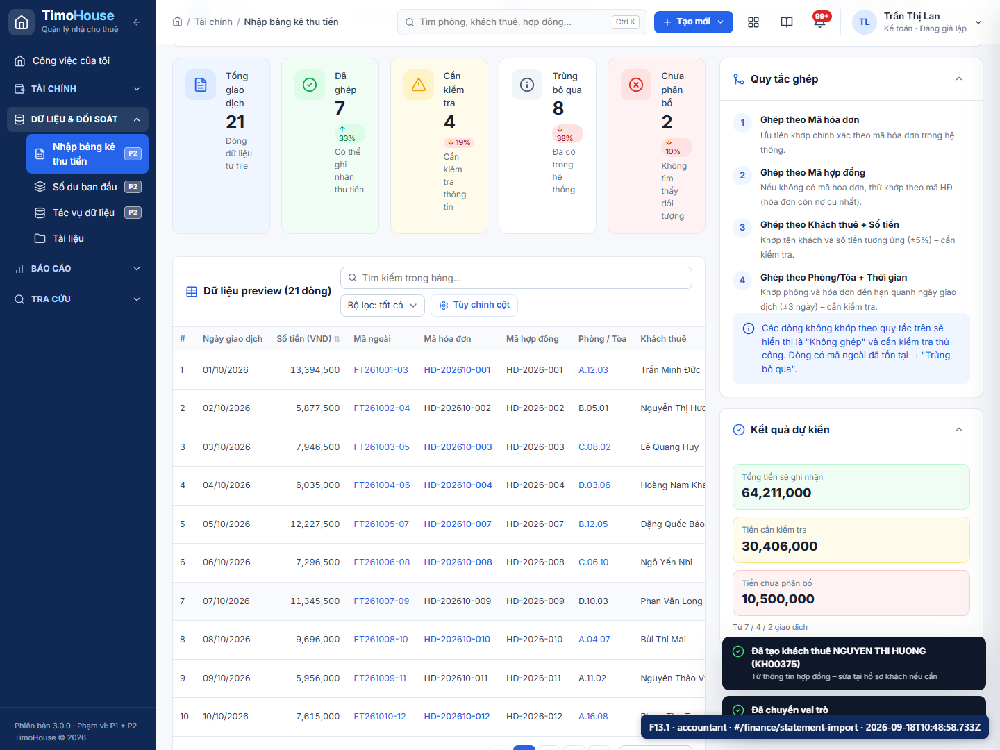 TimoHouse
Quản lý nhà cho thuê
Công việc của tôi
TÀI CHÍNH
DỮ LIỆU & ĐỐI SOÁT
Nhập bảng kê
thu tiền
P2
Số dư ban đầu P2
Tác vụ dữ liệu P2
Tài liệu
BÁO CÁO
TRA CỨU
Phiên bản 3.0.0 · Phạm vi: P1 + P2
TimoHouse © 2026
/ Tài chính / Nhập bảng kê thu tiền
Tìm phòng, khách thuê, hợp đồng... Ctrl K
Tạo mới
99+
TL
Trần Thị Lan
Kế toán · Đang giả lập
Tổng
giao
dịch
21
Dòng
dữ liệu
từ file
Đã
ghép
7
↑
33%
Có thể
ghi
nhận
thu tiền
Cần
kiểm
tra
4
↓ 19%
Cần
kiểm
tra
thông
tin
Trùng
bỏ qua
8
↓
38%
Đã có
trong
hệ
thống
Chưa
phân
bổ
2
↓
10%
Không
tìm
thấy
đối
tượng
Dữ liệu preview (21 dòng)
Tìm kiếm trong bảng...
Bộ lọc: tất cả
Tùy chỉnh cột
# Ngày giao dịch Số tiền (VND) ⇅ Mã ngoài Mã hóa đơn Mã hợp đồng Phòng / Tòa Khách thuê
1 01/10/2026 13,394,500 FT261001-03 HD-202610-001 HD-2026-001 A.12.03 Trần Minh Đức
2 02/10/2026 5,877,500 FT261002-04 HD-202610-002 HD-2026-002 B.05.01 Nguyễn Thị
3 03/10/2026 7,946,500 FT261003-05 HD-202610-003 HD-2026-003 C.08.02 Lê Quang Huy
4 04/10/2026 6,035,000 FT261004-06 HD-202610-004 HD-2026-004 D.03.06 Hoàng Nam
5 05/10/2026 12,227,500 FT261005-07 HD-202610-007 HD-2026-007 B.12.05 Đặng Quốc Bảo
6 06/10/2026 7,296,500 FT261006-08 HD-202610-008 HD-2026-008 C.06.10 Ngô Yến Nhi
7 07/10/2026 11,345,500 FT261007-09 HD-202610-009 HD-2026-009 D.10.03 Phan Văn Long
8 08/10/2026 9,696,000 FT261008-10 HD-202610-010 HD-2026-010 A.04.07 Bùi Thị Mai
9 09/10/2026 5,956,000 FT261009-11 HD-202610-011 HD-2026-011 A.11.02 Nguyễn Thảo
10 10/10/2026 7,615,000 FT261010-12 HD-202610-012 HD-2026-012 A.16.08
Quy tắc ghép
1 Ghép theo Mã hóa đơn
Ưu tiên khớp chính xác theo mã hóa đơn trong hệ
thống.
2 Ghép theo Mã hợp đồng
Nếu không có mã hóa đơn, thử khớp theo mã HĐ
(hóa đơn còn nợ cũ nhất).
3 Ghép theo Khách thuê + Số tiền
Khớp tên khách và số tiền tương ứng (±5%) – cần
kiểm tra.
4 Ghép theo Phòng/Tòa + Thời gian
Khớp phòng và hóa đơn đến hạn quanh ngày giao
dịch (±3 ngày) – cần kiểm tra.
Các dòng không khớp theo quy tắc trên sẽ
hiển thị là "Không ghép" và cần kiểm tra thủ
công. Dòng có mã ngoài đã tồn tại → "Trùng
bỏ qua".
Kết quả dự kiến
Tổng tiền sẽ ghi nhận
64,211,000
Tiền cần kiểm tra
30,406,000
Tiền chưa phân bổ
10,500,000
Từ 7 / 4 / 2 giao dịch
Đã tạo khách thuê NGUYEN THI HUONG
(KH00375)
Từ thông tin hợp đồng – sửa tại hồ sơ khách nếu cần
Đã chuyển vai trò
F13.1 · accountant · #/finance/statement-import · 2026-09-18T10:48:58.733Z